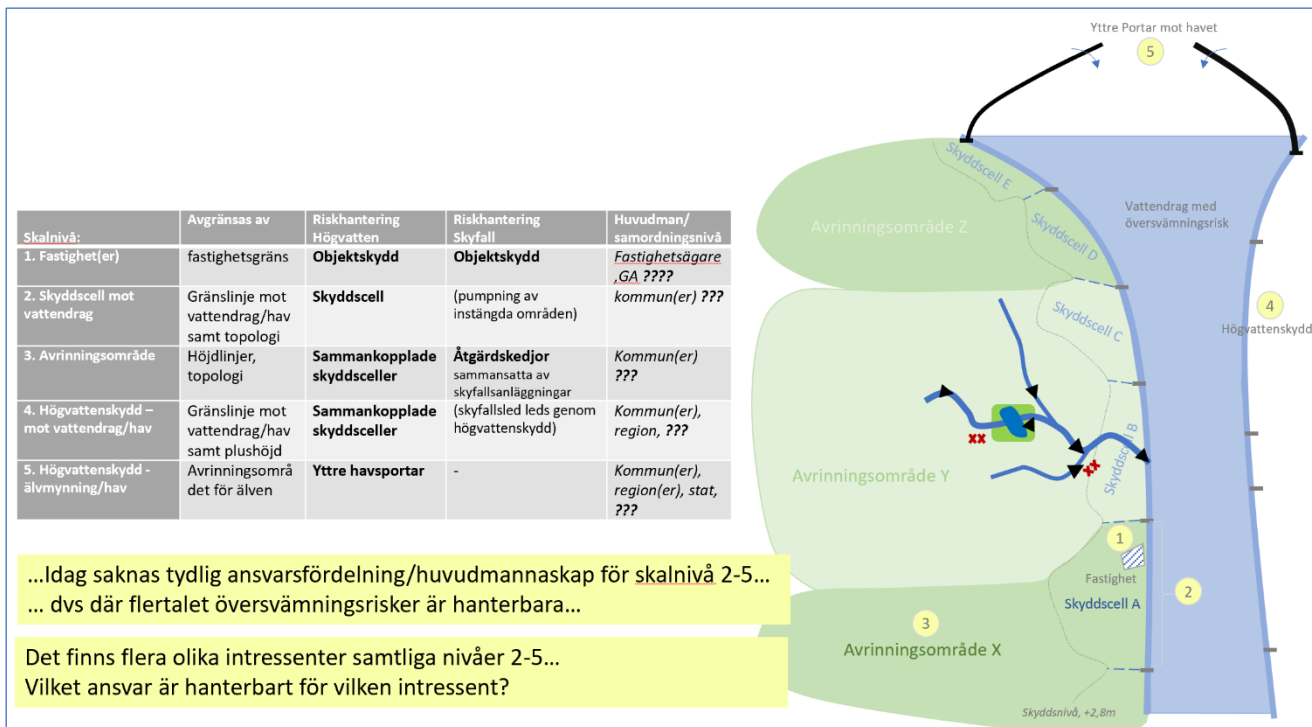 Yttre Portar mot havet
5
Skyddscell E
Avrinningsområde Z
Skyddscell D
Vattendrag med
översvämningsrisk
Skyddscell C
4
Högvattenskydd
xx
xx
Skyddscell B
Avrinningsområde Y
1
Fastighet
Skyddscell A
2
3
Avrinningsområde X
Skyddsnivå, +2,8m
Skalnivå:
Avgränsas av
Riskhantering
Högvatten
Riskhantering
Skyfall
Huvudman/
samordningsnivå
1. Fastighet(er)
fastighetsgräns
Objektskydd
Objektskydd
Fastighetsägare
,GA ????
2. Skyddscell mot
vattendrag
Gränslinje mot
vattendrag/hav
samt topologi
Skyddscell
(pumpning av
instängda områden)
kommun(er) ???
3. Avrinningsområde
Höjdlinjer,
topologi
Sammankopplade
skyddsceller
Åtgärdskedjor
sammansatta av
skyfallsanläggningar
Kommun(er)
???
4. Högvattenskydd –
mot vattendrag/hav
Gränslinje mot
vattendrag/hav
samt plushöjd
Sammankopplade
skyddsceller
(skyfallsled leds genom
högvattenskydd)
Kommun(er),
region, ???
5. Högvattenskydd -
älvmynning/hav
Avrinningsområ
det för älven
Yttre havsportar
-
Kommun(er),
region(er), stat,
???
...Idag saknas tydlig ansvarsfördelning/huvudmannaskap för skalnivå 2-5...
... dvs där flertalet översvämningsrisker är hanterbara...
Det finns flera olika intressenter samtliga nivåer 2-5...
Vilket ansvar är hanterbart för vilken intressent?